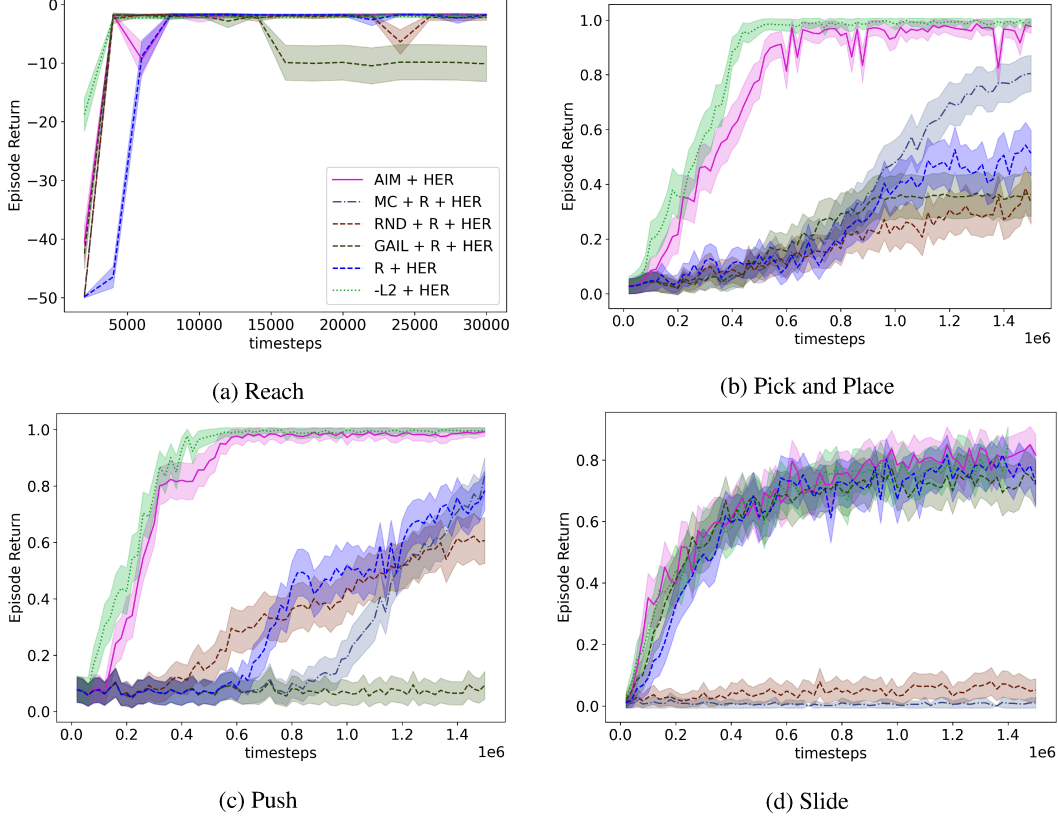 0
−10
−20
−30
−40
−50
Episode Return
5000 10000 15000 20000 25000 30000
timesteps
AIM + HER
MC + R + HER
RND + R + HER
GAIL + R + HER
R + HER
-L2 + HER
(a) Reach
1.0
0.8
0.6
0.4
0.2
0.0
Episode Return
0.0 0.2 0.4 0.6 0.8 1.0 1.2 1.4
timesteps
1e6
(b) Pick and Place
1.0
0.8
0.6
0.4
0.2
0.0
Episode Return
0.0 0.2 0.4 0.6 0.8 1.0 1.2 1.4
timesteps
1e6
(c) Push
0.8
0.6
0.4
0.2
0.0
Episode Return
0.0 0.2 0.4 0.6 0.8 1.0 1.2 1.4
timesteps
1e6
(d) Slide